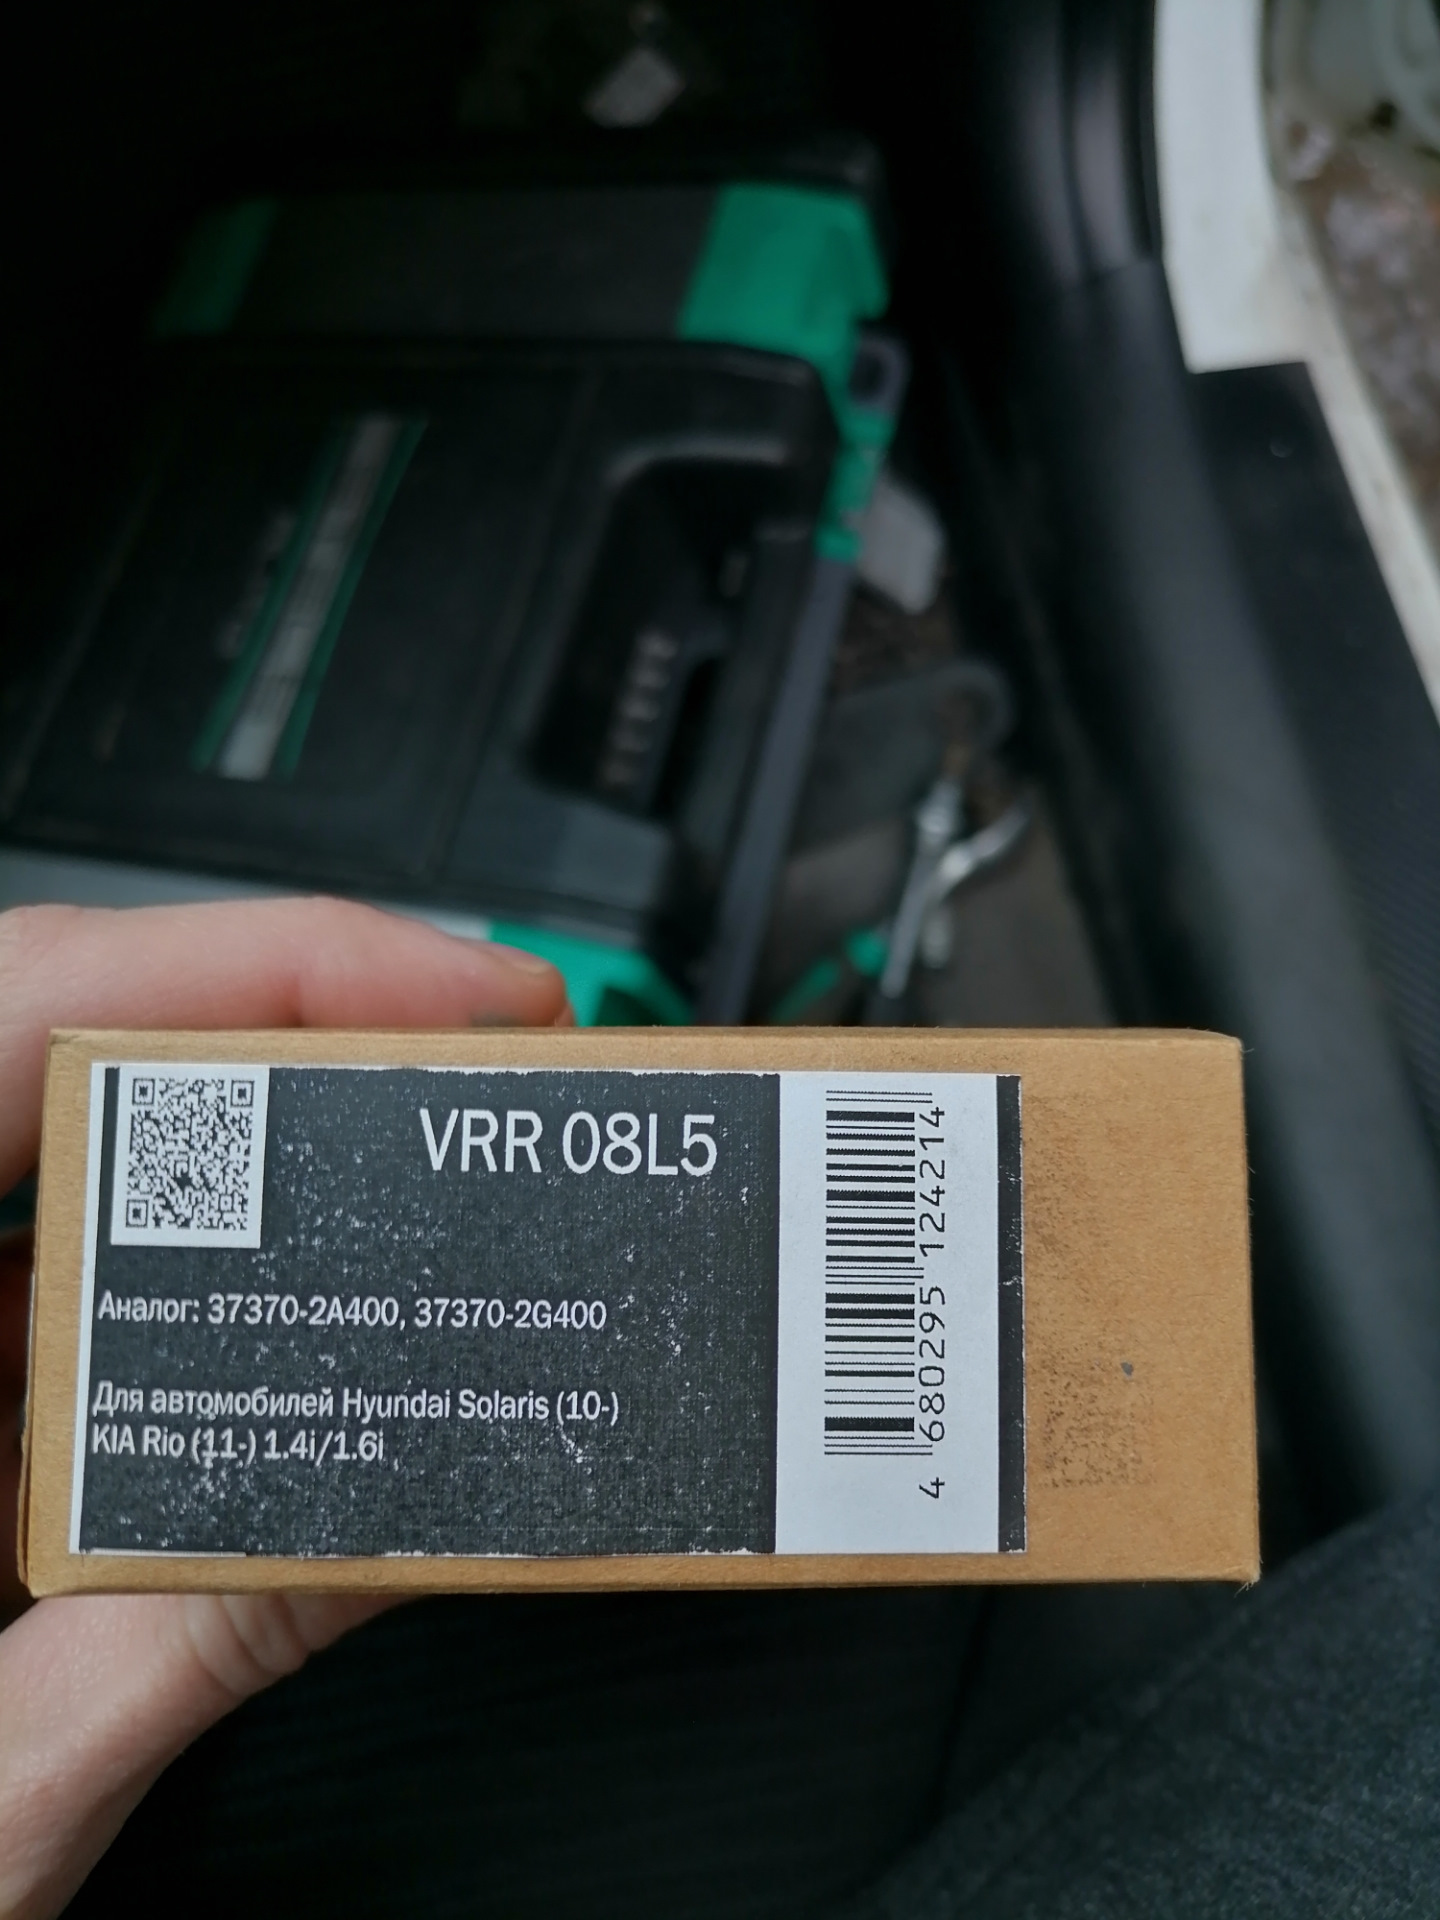 VRR 08L5
Аналог: 37370-2A400, 37370-2G400
Для автомобилей Hyundai Solaris (10-)
KIA Rio (11-) 1.4i/1.6i
4 680295 124214